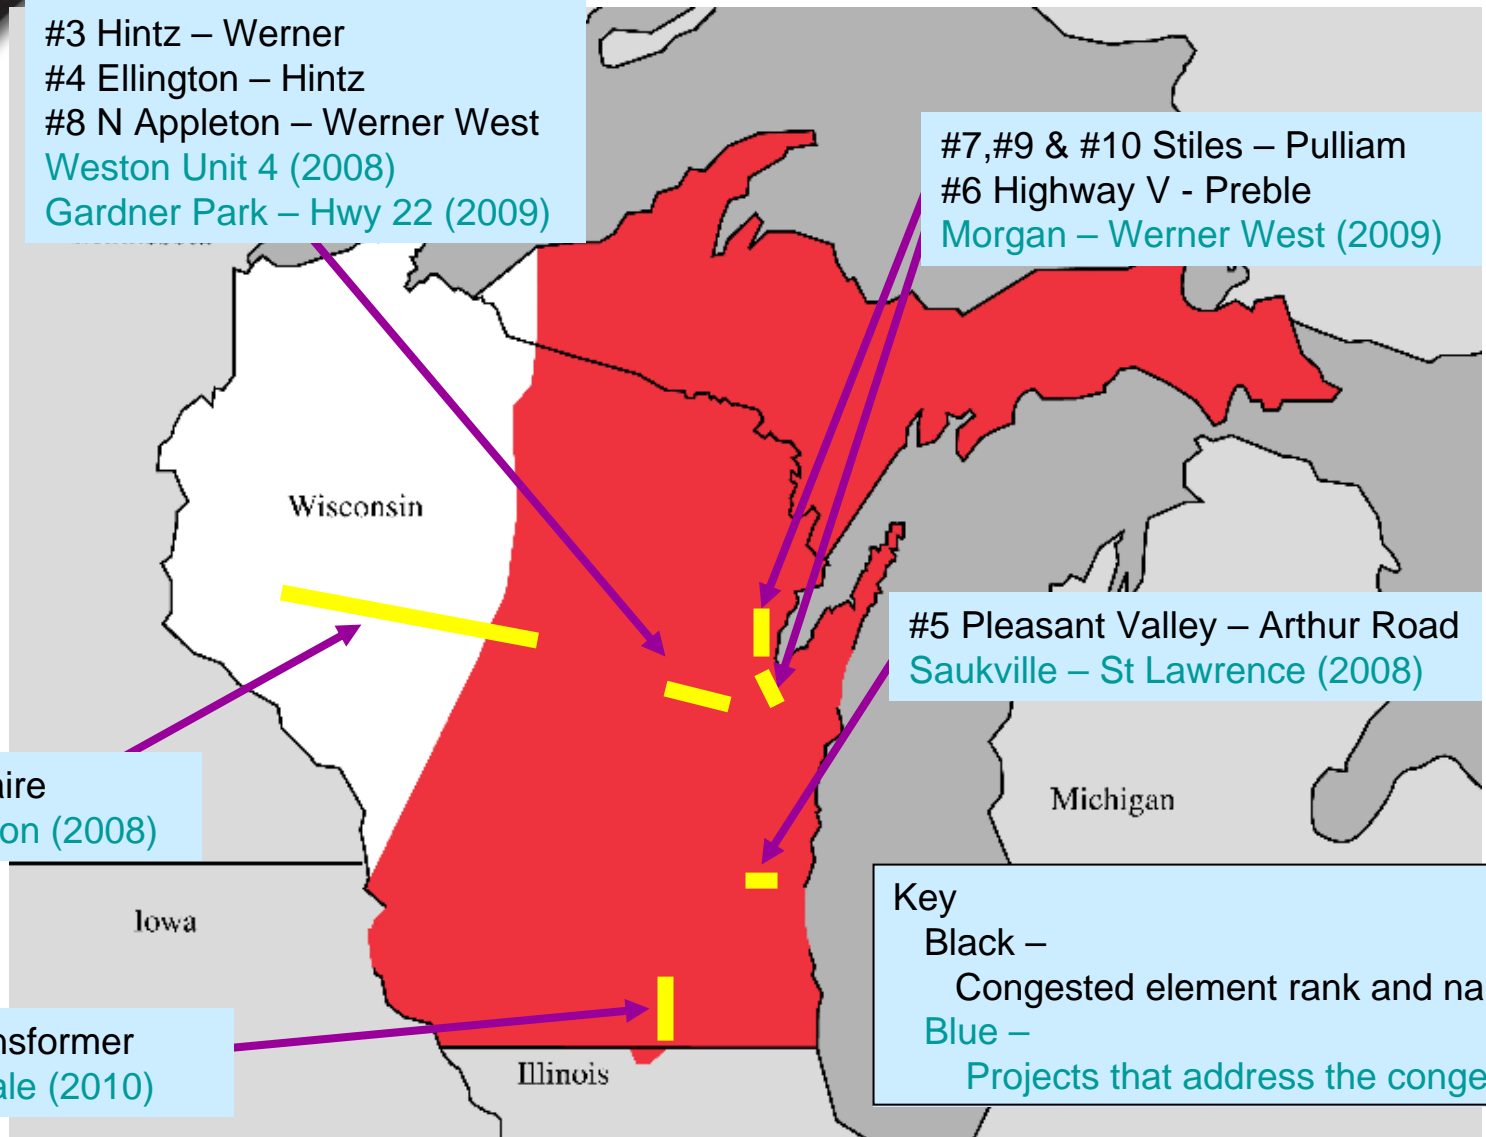 #3 Hintz – Werner
#4 Ellington – Hintz
#8 N Appleton – Werner West
Weston Unit 4 (2008)
Gardner Park – Hwy 22 (2009)
#7,#9 & #10 Stiles – Pulliam
#6 Highway V - Preble
Morgan – Werner West (2009)
Wisconsin
#5 Pleasant Valley – Arthur Road
Saukville – St Lawrence (2008)
aire
on (2008)
Michigan
Iowa
Key
Black –
Congested element rank and na
Blue –
Projects that address the conge
nsformer
ale (2010)
Illinois